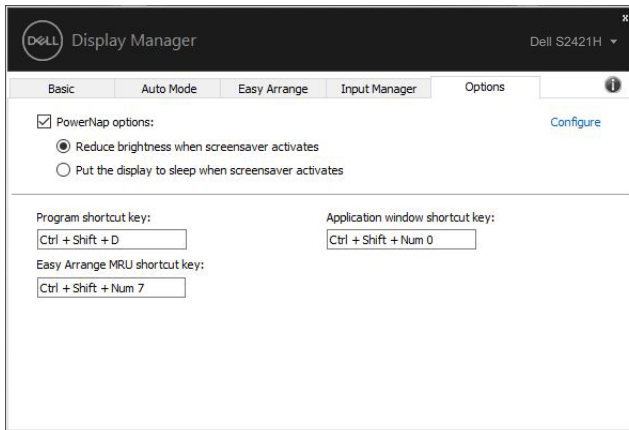 DELL Display Manager
Dell S2421H
x
Basic Auto Mode Easy Arrange Input Manager Options
PowerNap options: Configure
Reduce brightness when screensaver activates
Put the display to sleep when screensaver activates
Program shortcut key: Application window shortcut key:
Ctrl + Shift + D Ctrl + Shift + Num 0
Easy Arrange MRU shortcut key:
Ctrl + Shift + Num 7